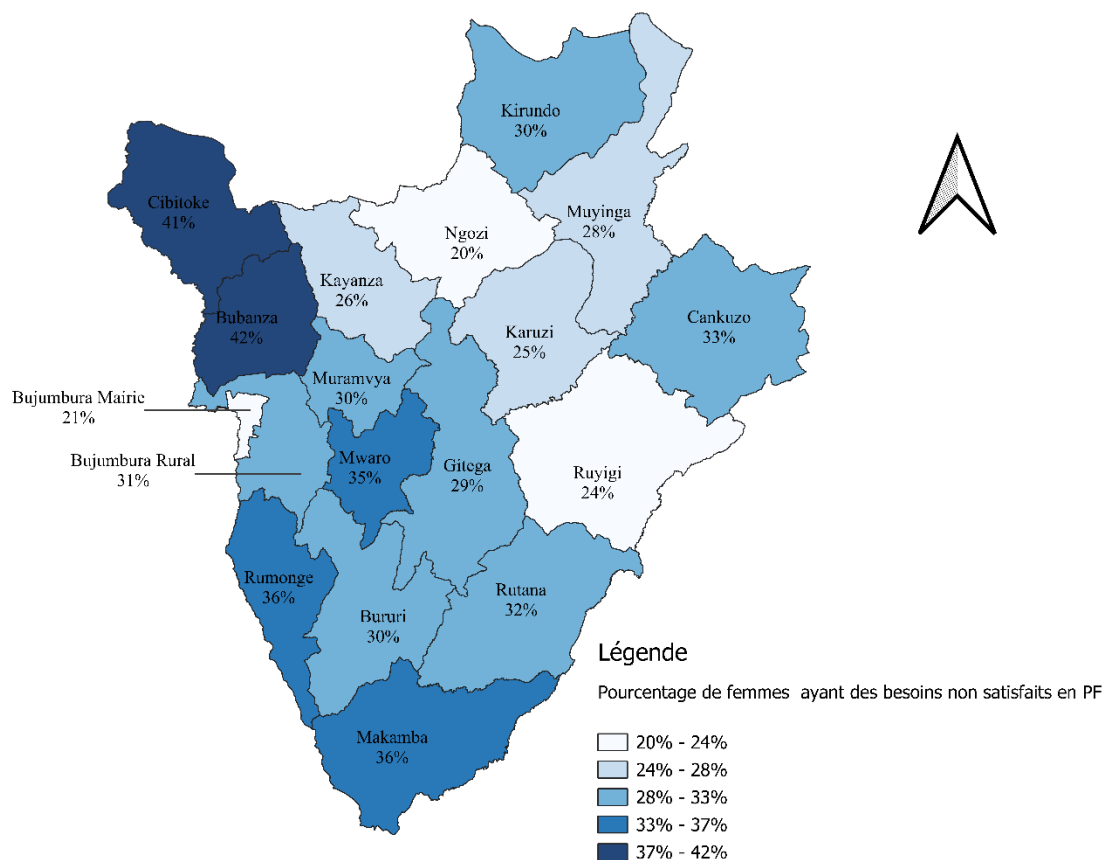 Kirundo
30%
Cibitoke
41%
Ngozi
20%
Muyinga
28%
Kayanza
26%
Bubanza
42%
Karuzi
25%
Cankuzo
33%
Muramvya
30%
Bujumbura Mairie
21%
Bujumbura Rural
31%
Mwaro
35%
Gitega
29%
Ruyigi
24%
Rumonge
36%
Rutana
32%
Bururi
30%
Makamba
36%
Légende
Pourcentage de femmes ayant des besoins non satisfaits en PF
20% - 24%
24% - 28%
28% - 33%
33% - 37%
37% - 42%